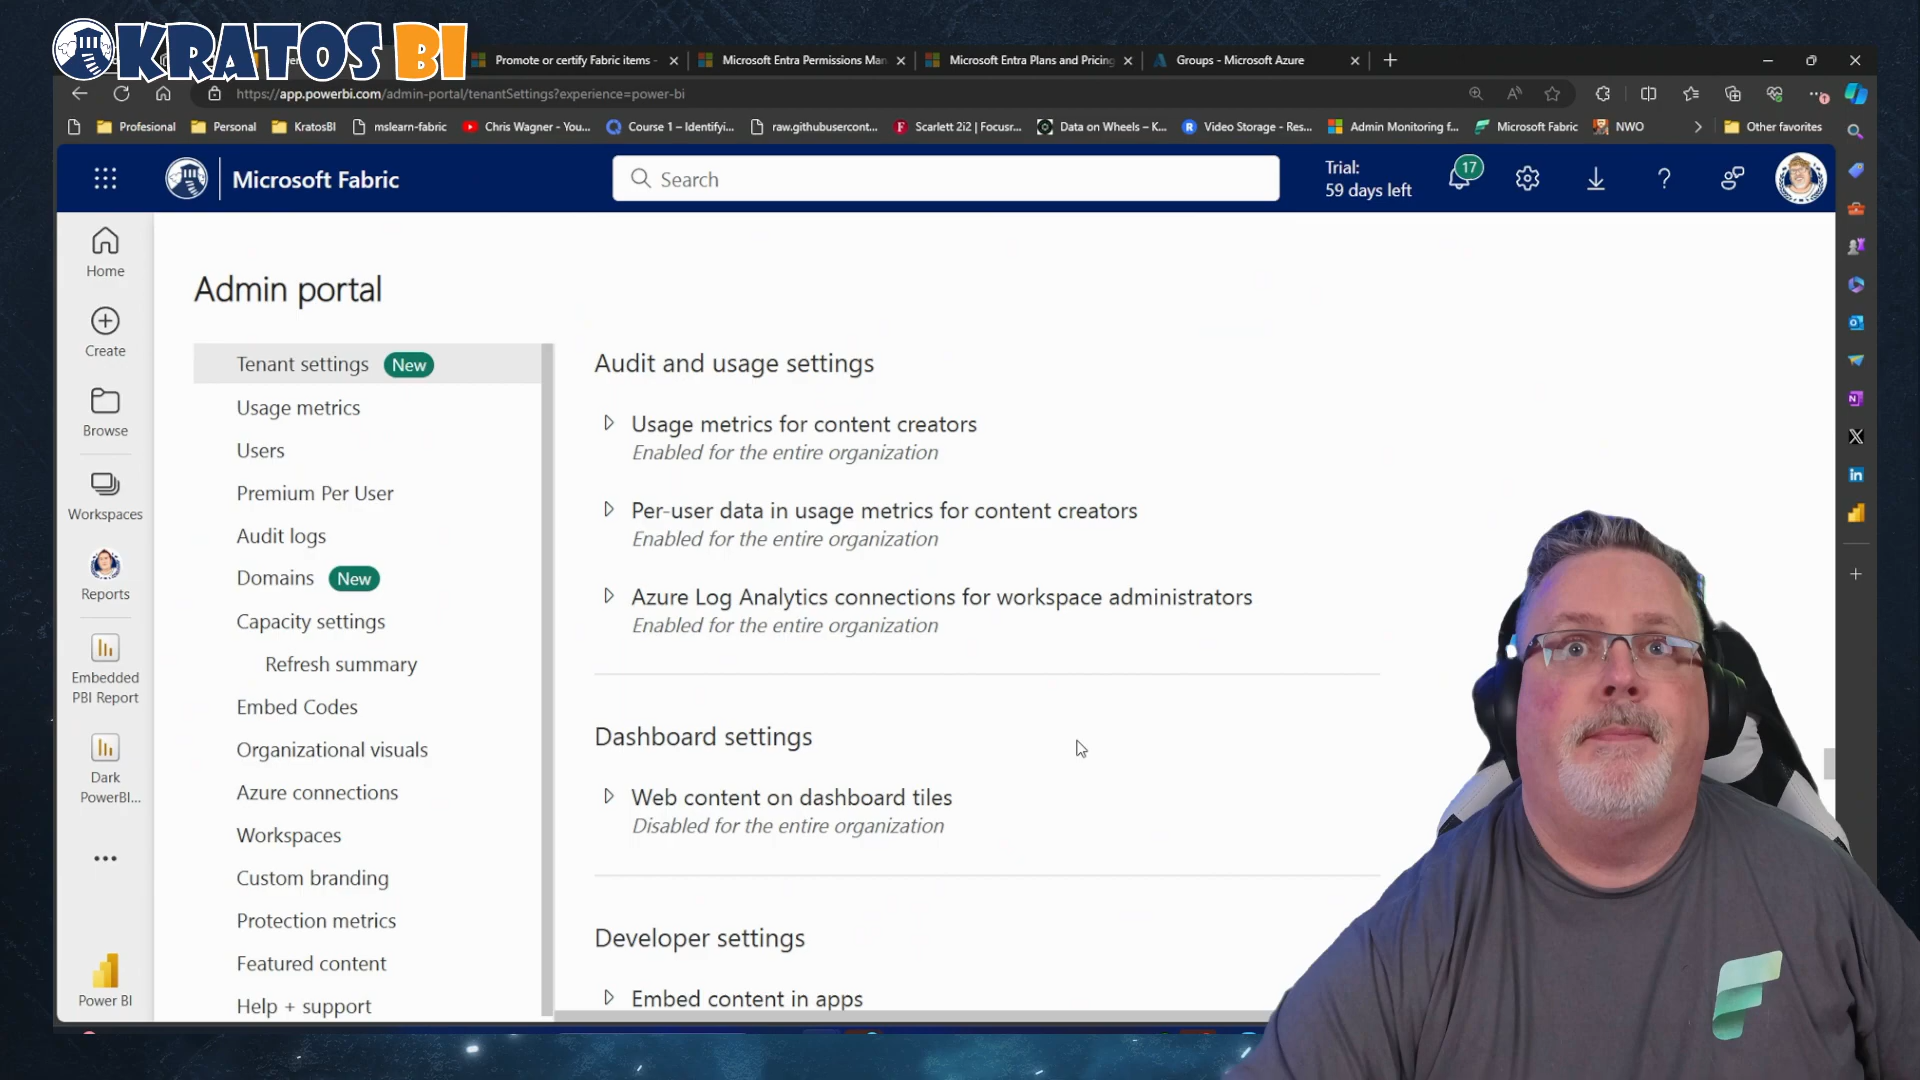 KRATOS BI
Promote or certify Fabric items -
Microsoft Entra Permissions Man
Microsoft Entra Plans and Pricing
Groups - Microsoft Azure
https://app.powerbi.com/admin-portal/tenantSettings?experience=power-bi
Profesional
Personal
KratosBI
mslearn-fabric
Chris Wagner - You...
Course 1 – Identifyi...
raw.githubusercont...
Scarlett 2i2 | Focusr...
Data on Wheels – K...
Video Storage - Res...
Admin Monitoring f...
Microsoft Fabric
NWO
Other favorites
Microsoft Fabric
Search
Trial:
59 days left
17
Home
Create
Browse
Workspaces
Reports
Embedded
PBI Report
Dark
PowerBI...
Power BI
Admin portal
Tenant settings New
Usage metrics
Users
Premium Per User
Audit logs
Domains New
Capacity settings
Refresh summary
Embed Codes
Organizational visuals
Azure connections
Workspaces
Custom branding
Protection metrics
Featured content
Help + support
Audit and usage settings
Usage metrics for content creators
Enabled for the entire organization
Per-user data in usage metrics for content creators
Enabled for the entire organization
Azure Log Analytics connections for workspace administrators
Enabled for the entire organization
Dashboard settings
Web content on dashboard tiles
Disabled for the entire organization
Developer settings
Embed content in apps